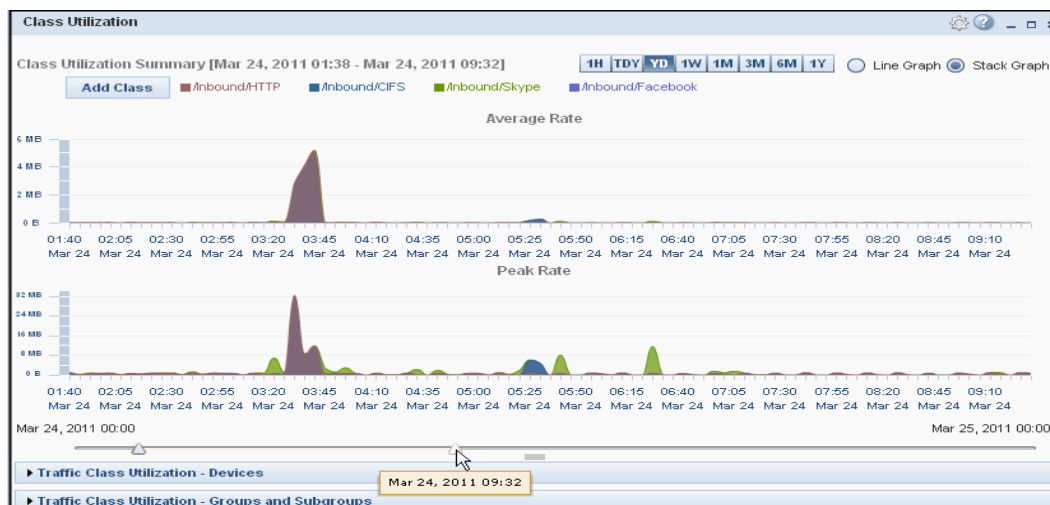 Class Utilization
Class Utilization Summary [Mar 24, 2011 01:38 - Mar 24, 2011 09:32]
1H TDY YD 1W 1M 3M 6M 1Y Line Graph Stack Graph
Add Class /Inbound/HTTP /Inbound/CIFS /Inbound/Skype /Inbound/Facebook
Average Rate
6 MB
4 MB
2 MB
0 B
01:40 02:05 02:30 02:55 03:20 03:45 04:10 04:35 05:00 05:25 05:50 06:15 06:40 07:05 07:30 07:55 08:20 08:45 09:10
Mar 24 Mar 24 Mar 24 Mar 24 Mar 24 Mar 24 Mar 24 Mar 24 Mar 24 Mar 24 Mar 24 Mar 24 Mar 24 Mar 24 Mar 24 Mar 24 Mar 24 Mar 24 Mar 24
Peak Rate
32 MB
24 MB
16 MB
8 MB
0 B
01:40 02:05 02:30 02:55 03:20 03:45 04:10 04:35 05:00 05:25 05:50 06:15 06:40 07:05 07:30 07:55 08:20 08:45 09:10
Mar 24 Mar 24 Mar 24 Mar 24 Mar 24 Mar 24 Mar 24 Mar 24 Mar 24 Mar 24 Mar 24 Mar 24 Mar 24 Mar 24 Mar 24 Mar 24 Mar 24 Mar 24 Mar 24
Mar 24, 2011 00:00 Mar 25, 2011 00:00
Traffic Class Utilization - Devices
Mar 24, 2011 09:32
Traffic Class Utilization - Groups and Subgroups